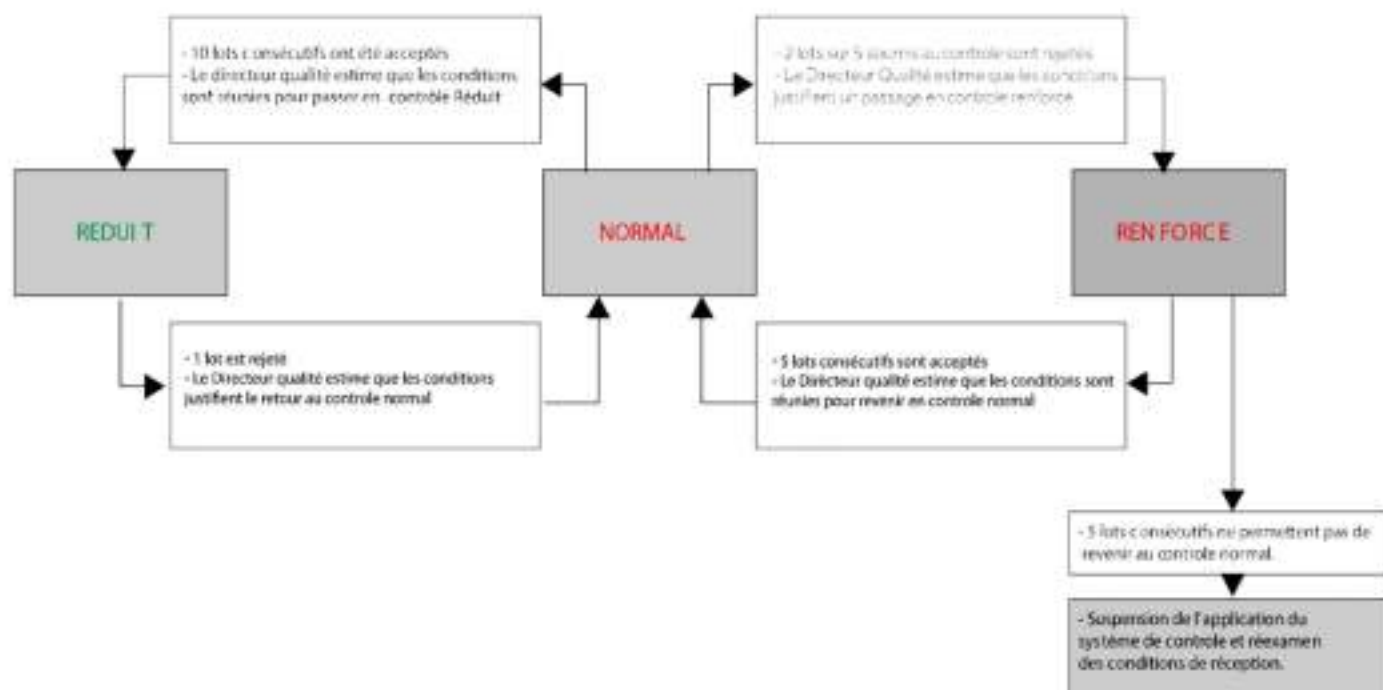 - 10 lots consécutifs ont été acceptés
- Le directeur qualité estime que les conditions
sont réunies pour passer en contrôle Réduit
- 2 lots sur 5 soumis au controle sont rejetés
- Le Directeur Qualité estime que les conditions
justifient un passage en controle renforcé
REDUIT
NORMAL
RENFORCE
- 1 lot est rejeté
- Le Directeur qualité estime que les conditions
justifient le retour au controle normal
- 5 lots consécutifs sont acceptés
- Le Directeur qualité estime que les conditions sont
réunies pour revenir en controle normal
- 5 lots consécutifs ne permettent pas de
revenir au controle normal.
- Suspension de l'application du
système de controle et réexamen
des conditions de réception.